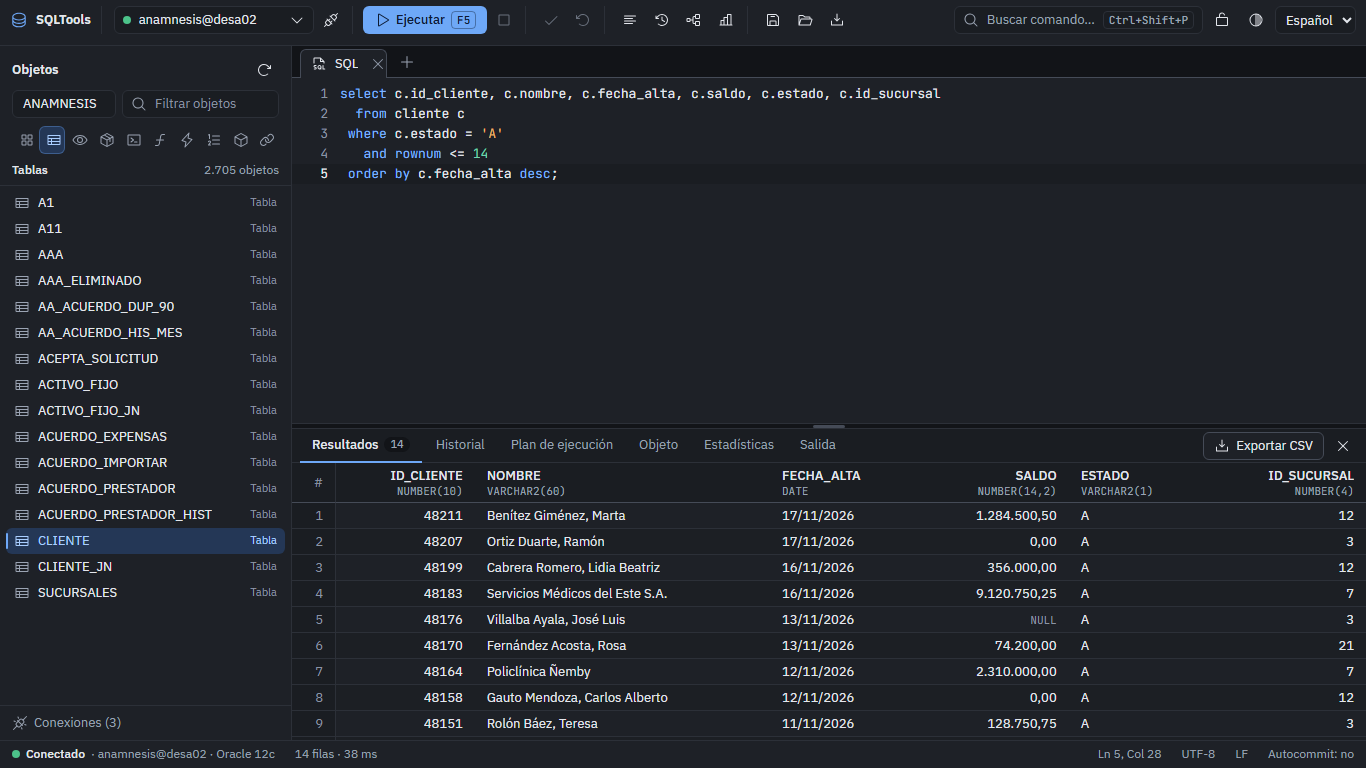 SQLTools
anamnesis@desa02
Ejecutar F5
Buscar comando... Ctrl+Shift+P
Español
Objetos
ANAMNESIS
Filtrar objetos
Tablas 2.705 objetos
A1 Tabla
A11 Tabla
AAA Tabla
AAA_ELIMINADO Tabla
AA_ACUERDO_DUP_90 Tabla
AA_ACUERDO_HIS_MES Tabla
ACEPTA_SOLICITUD Tabla
ACTIVO_FIJO Tabla
ACTIVO_FIJO_JN Tabla
ACUERDO_EXPENSAS Tabla
ACUERDO_IMPORTAR Tabla
ACUERDO_PRESTADOR Tabla
ACUERDO_PRESTADOR_HIST Tabla
CLIENTE Tabla
CLIENTE_JN Tabla
SUCURSALES Tabla
Conexiones (3)
SQL SQL
1 select c.id_cliente, c.nombre, c.fecha_alta, c.saldo, c.estado, c.id_sucursal
2 from cliente c
3 where c.estado = 'A'
4 and rownum <= 14
5 order by c.fecha_alta desc;
Resultados 14 Historial Plan de ejecución Objeto Estadísticas Salida Exportar CSV
# ID_CLIENTE NOMBRE FECHA_ALTA SALDO ESTADO ID_SUCURSAL
NUMBER(10) VARCHAR2(60) DATE NUMBER(14,2) VARCHAR2(1) NUMBER(4)
1 48211 Benítez Giménez, Marta 17/11/2026 1.284.500,50 A 12
2 48207 Ortiz Duarte, Ramón 17/11/2026 0,00 A 3
3 48199 Cabrera Romero, Lidia Beatriz 16/11/2026 356.000,00 A 12
4 48183 Servicios Médicos del Este S.A. 16/11/2026 9.120.750,25 A 7
5 48176 Villalba Ayala, José Luis 13/11/2026 NULL A 3
6 48170 Fernández Acosta, Rosa 13/11/2026 74.200,00 A 21
7 48164 Policlínica Ñemby 12/11/2026 2.310.000,00 A 7
8 48158 Gauto Mendoza, Carlos Alberto 12/11/2026 0,00 A 12
9 48151 Rolón Báez, Teresa 11/11/2026 128.750,75 A 3
Conectado · anamnesis@desa02 · Oracle 12c 14 filas · 38 ms Ln 5, Col 28 UTF-8 LF Autocommit: no